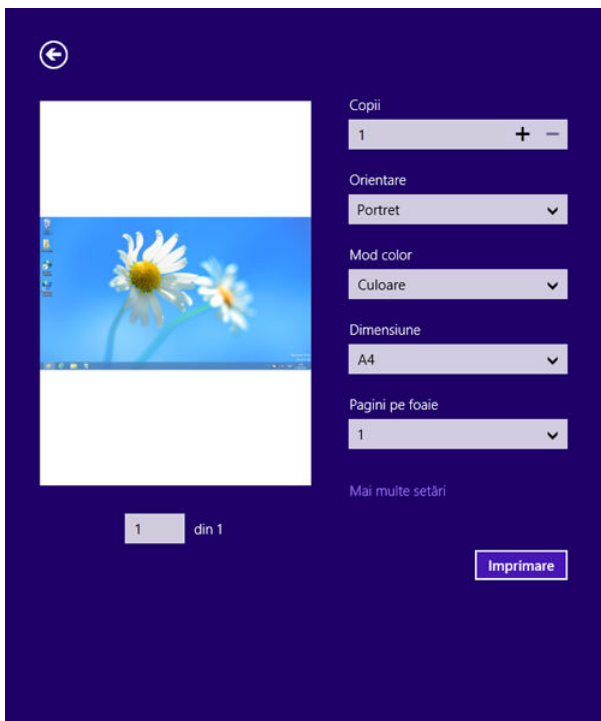 Copii
1
Orientare
Portret
Mod color
Culoare
Dimensiune
A4
Pagini pe foaie
1
Mai multe setări
1 din 1
Imprimare